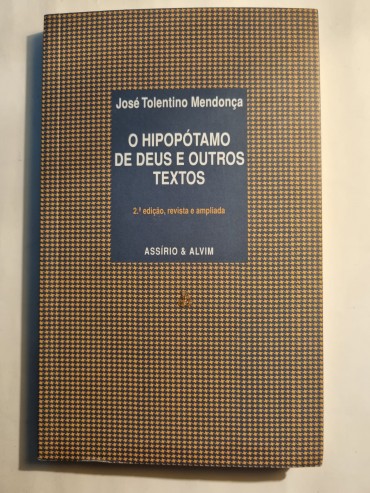 José Tolentino Mendonça
O HIPOPÓTAMO
DE DEUS E OUTROS
TEXTOS
2.ª edição, revista e ampliada
ASSÍRIO & ALVIM